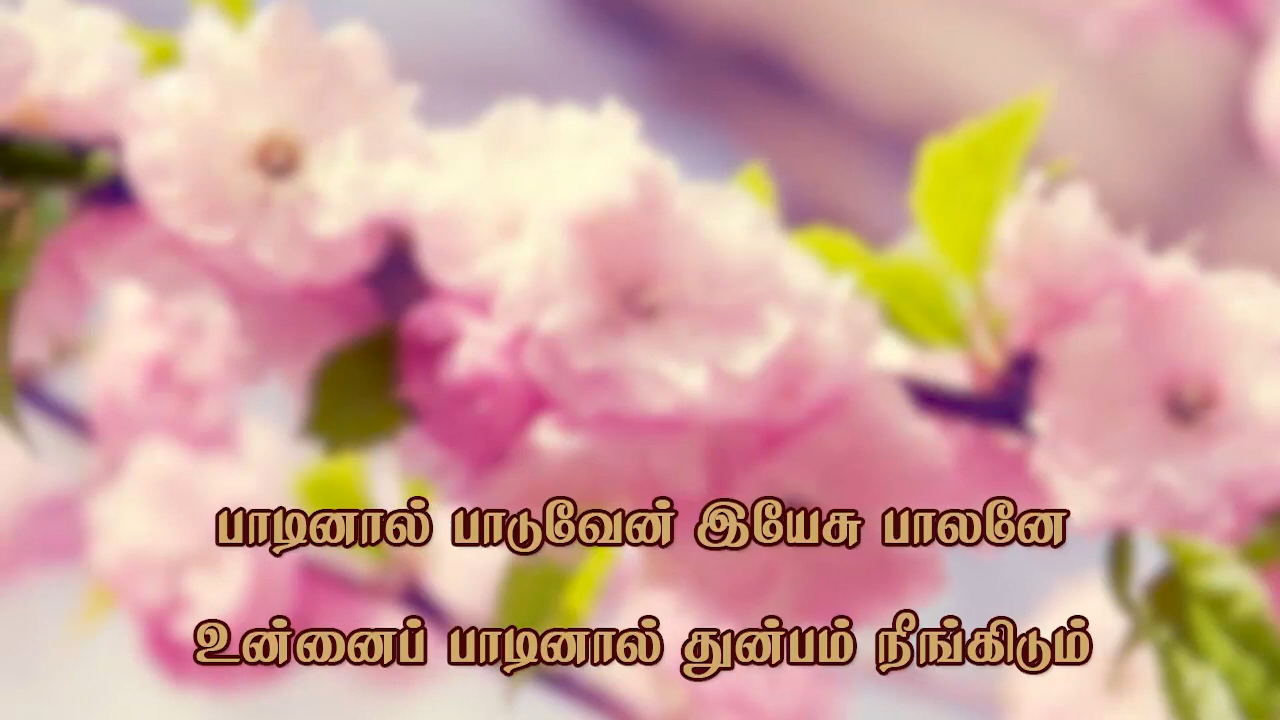 பாடினால் பாடுவேன் இயேசு பாலனே
உன்னைப் பாடினால் துன்பம் நீங்கிடும்